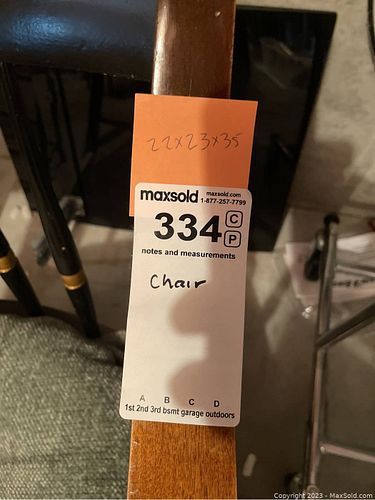 22x23x35
maxsold maxsold.com
1-877-257-7799
334 C
P
notes and measurements
Chair
A B C D
1st 2nd 3rd bsmt garage outdoors
Copyright 2023 - MaxSold.com